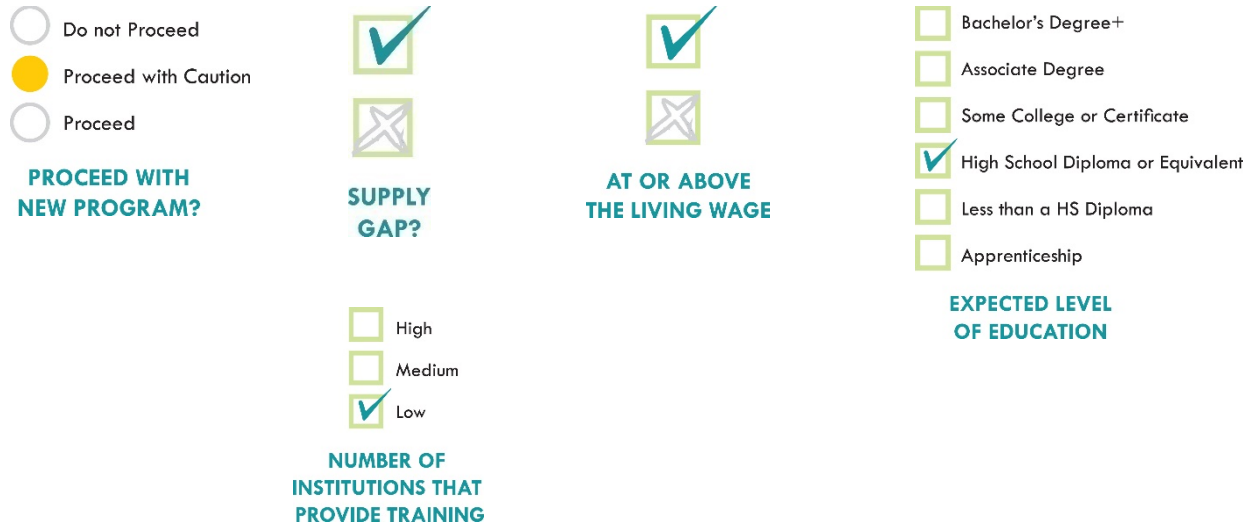 Do not Proceed
Proceed with Caution
Proceed
PROCEED WITH
NEW PROGRAM?
SUPPLY
GAP?
AT OR ABOVE
THE LIVING WAGE
Bachelor's Degree+
Associate Degree
Some College or Certificate
High School Diploma or Equivalent
Less than a HS Diploma
Apprenticeship
EXPECTED LEVEL
OF EDUCATION
High
Medium
Low
NUMBER OF
INSTITUTIONS THAT
PROVIDE TRAINING